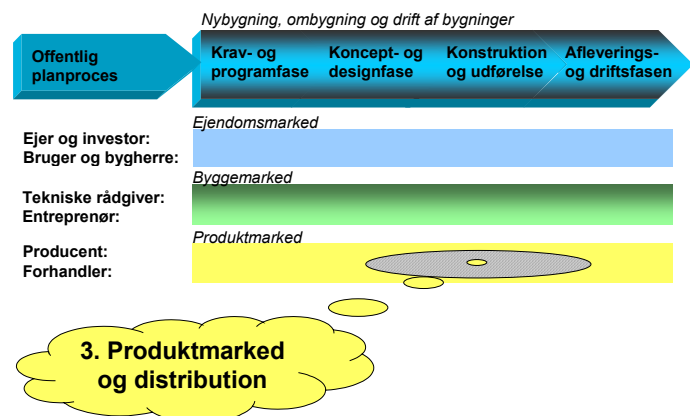 Nybygning, ombygning og drift af bygninger
Offentlig
planproces
Krav- og
programfase
Koncept- og
designfase
Konstruktion
og udførelse
Afleverings-
og driftsfasen
Ejendomsmarked
Ejer og investor:
Bruger og bygherre:
Byggemarked
Tekniske rådgiver:
Entreprenør:
Produktmarked
Producent:
Forhandler:
3. Produktmarked
og distribution